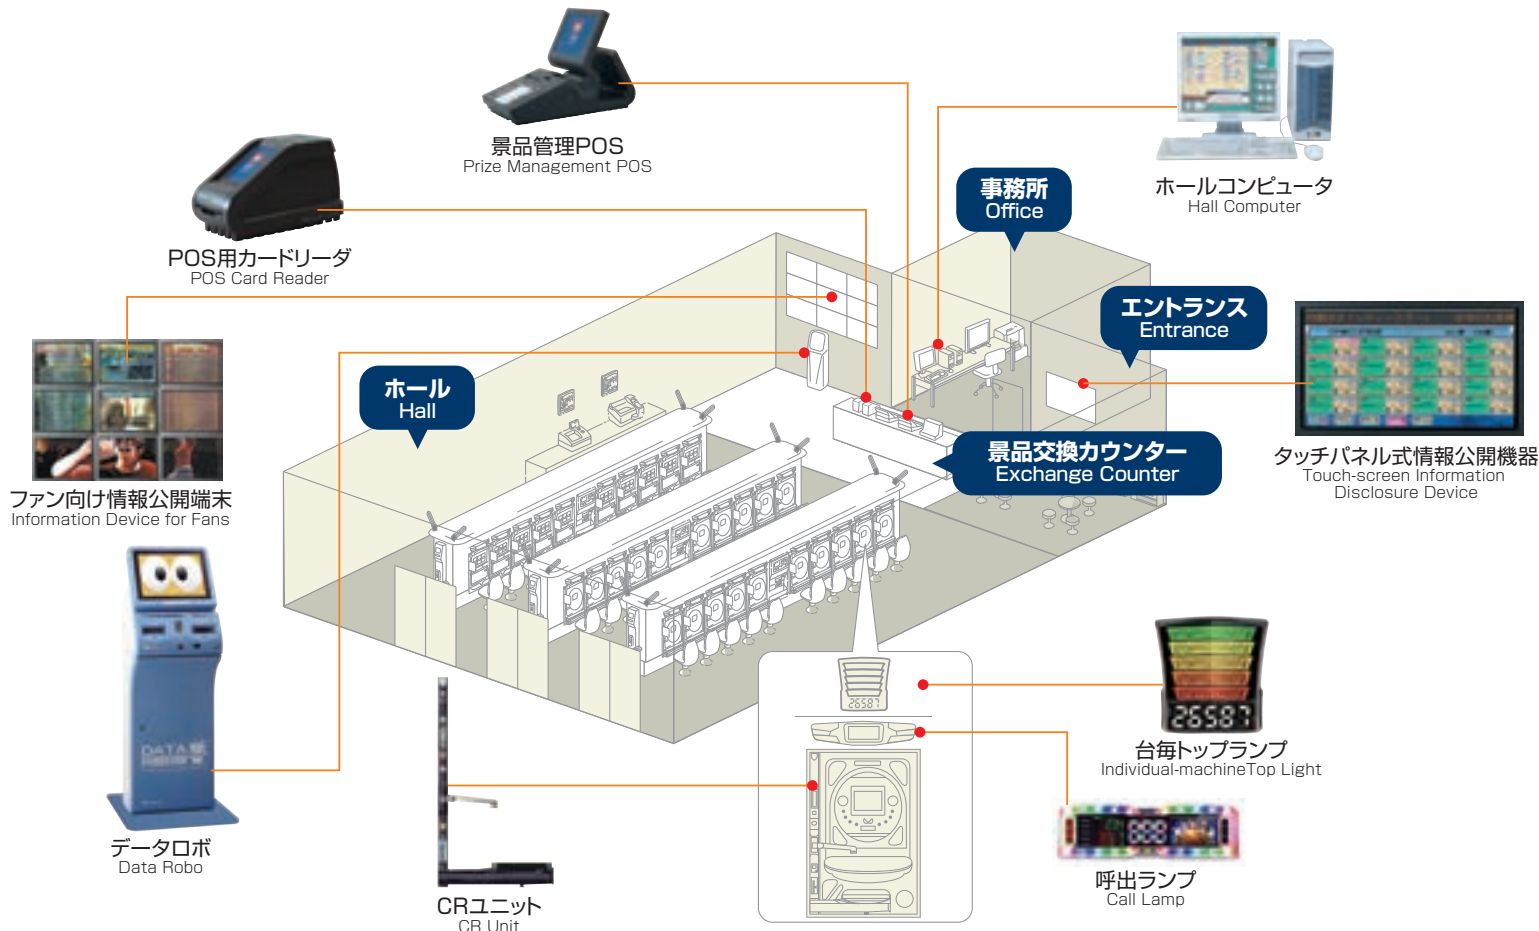 景品管理POS
Prize Management POS
ホールコンピュータ
Hall Computer
POS用カードリーダ
POS Card Reader
事務所
Office
エントランス
Entrance
ホール
Hall
景品交換カウンター
Exchange Counter
タッチパネル式情報公開機器
Touch-screen Information
Disclosure Device
ファン向け情報公開端末
Information Device for Fans
26587
26587
台毎トップランプ
Individual-machineTop Light
DATA
データロボ
Data Robo
CRユニット
CR Unit
呼出ランプ
Call Lamp